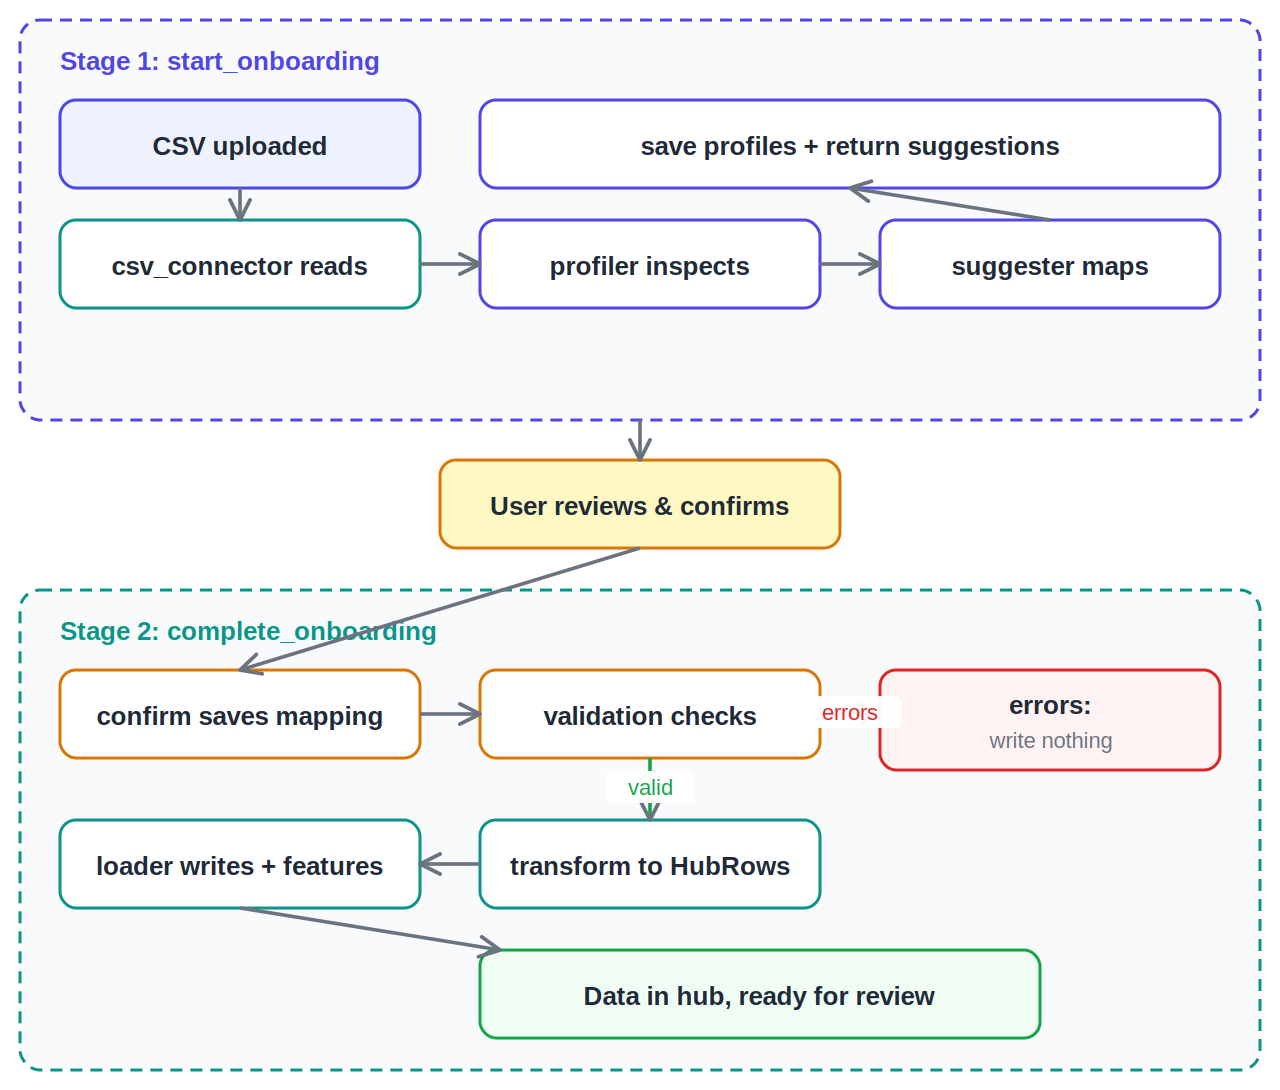 Stage 1: start_onboarding
CSV uploaded
save profiles + return suggestions
csv_connector reads
profiler inspects
suggester maps
User reviews & confirms
Stage 2: complete_onboarding
confirm saves mapping
validation checks
errors
errors:
write nothing
valid
loader writes + features
transform to HubRows
Data in hub, ready for review